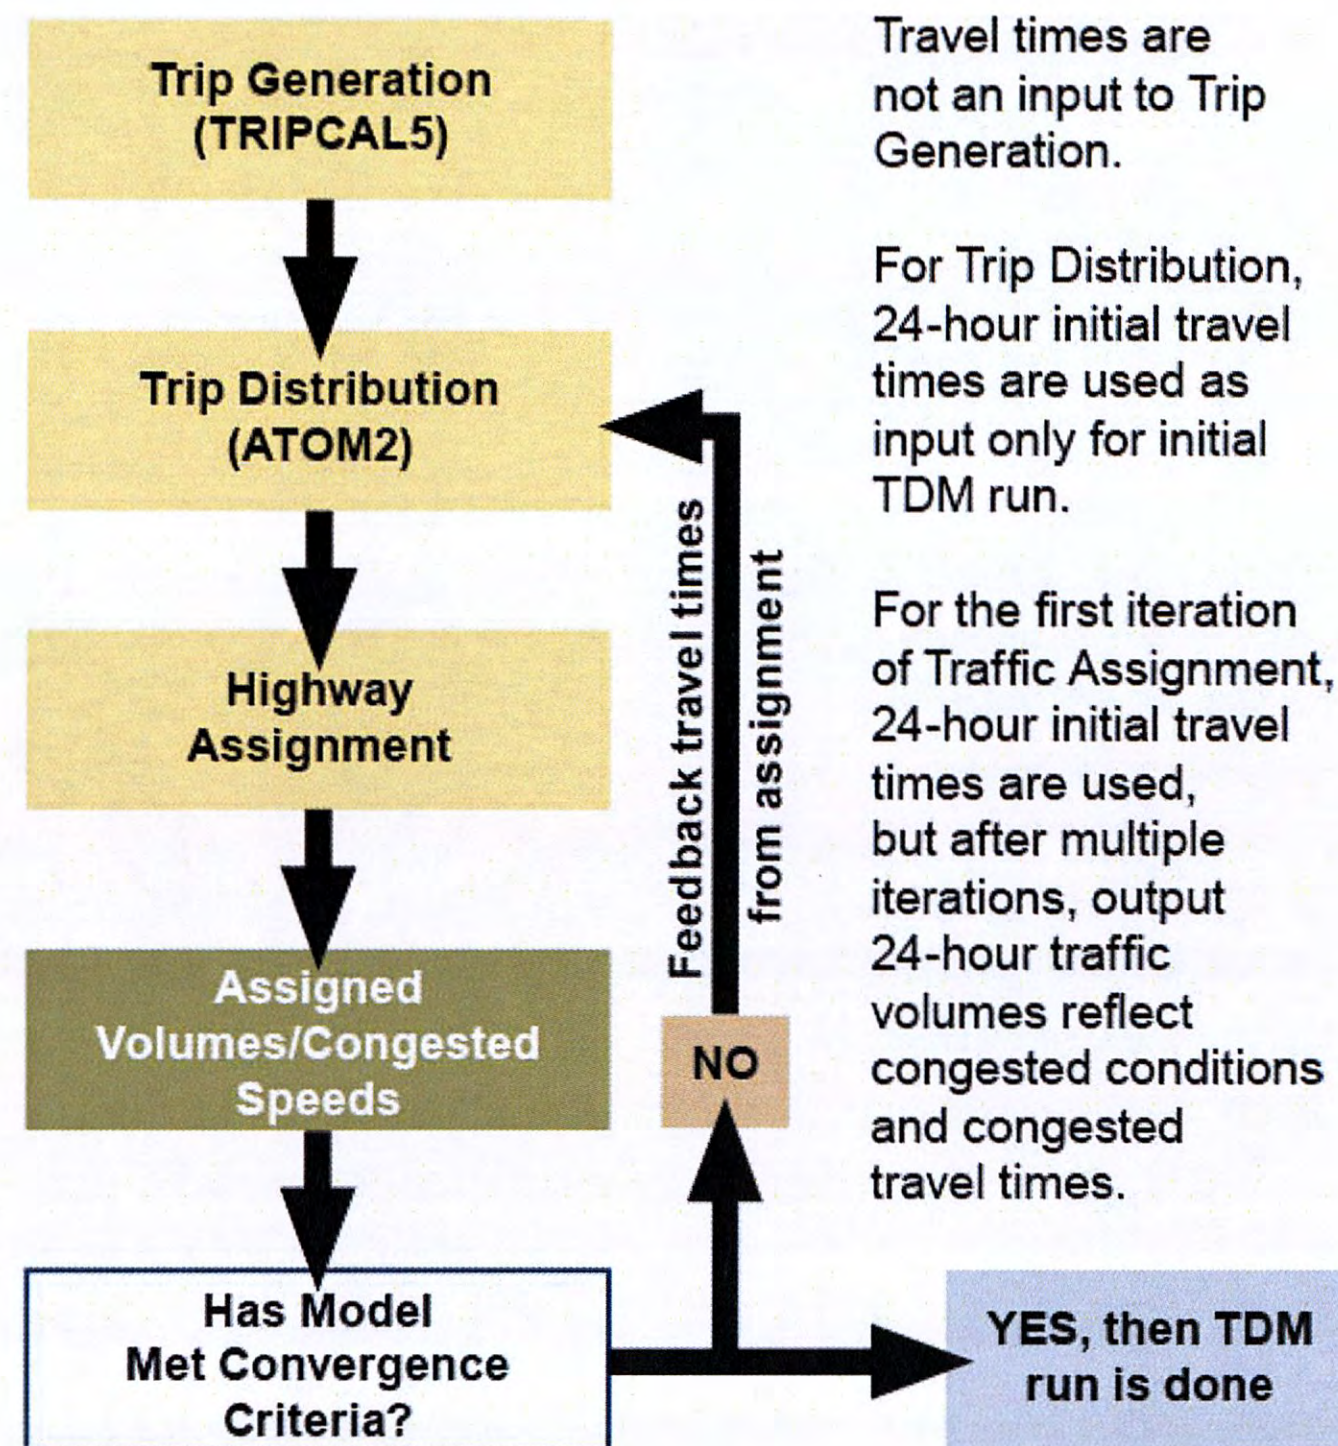 Trip Generation
(TRIPCAL5)
Trip Distribution
(ATOM2)
Highway
Assignment
Assigned
Volumes/Congested
Speeds
Has Model
Met Convergence
Criteria?
NO
Feedback travel times
from assignment
YES, then TDM
run is done
Travel times are
not an input to Trip
Generation.
For Trip Distribution,
24-hour initial travel
times are used as
input only for initial
TDM run.
For the first iteration
of Traffic Assignment,
24-hour initial travel
times are used,
but after multiple
iterations, output
24-hour traffic
volumes reflect
congested conditions
and congested
travel times.